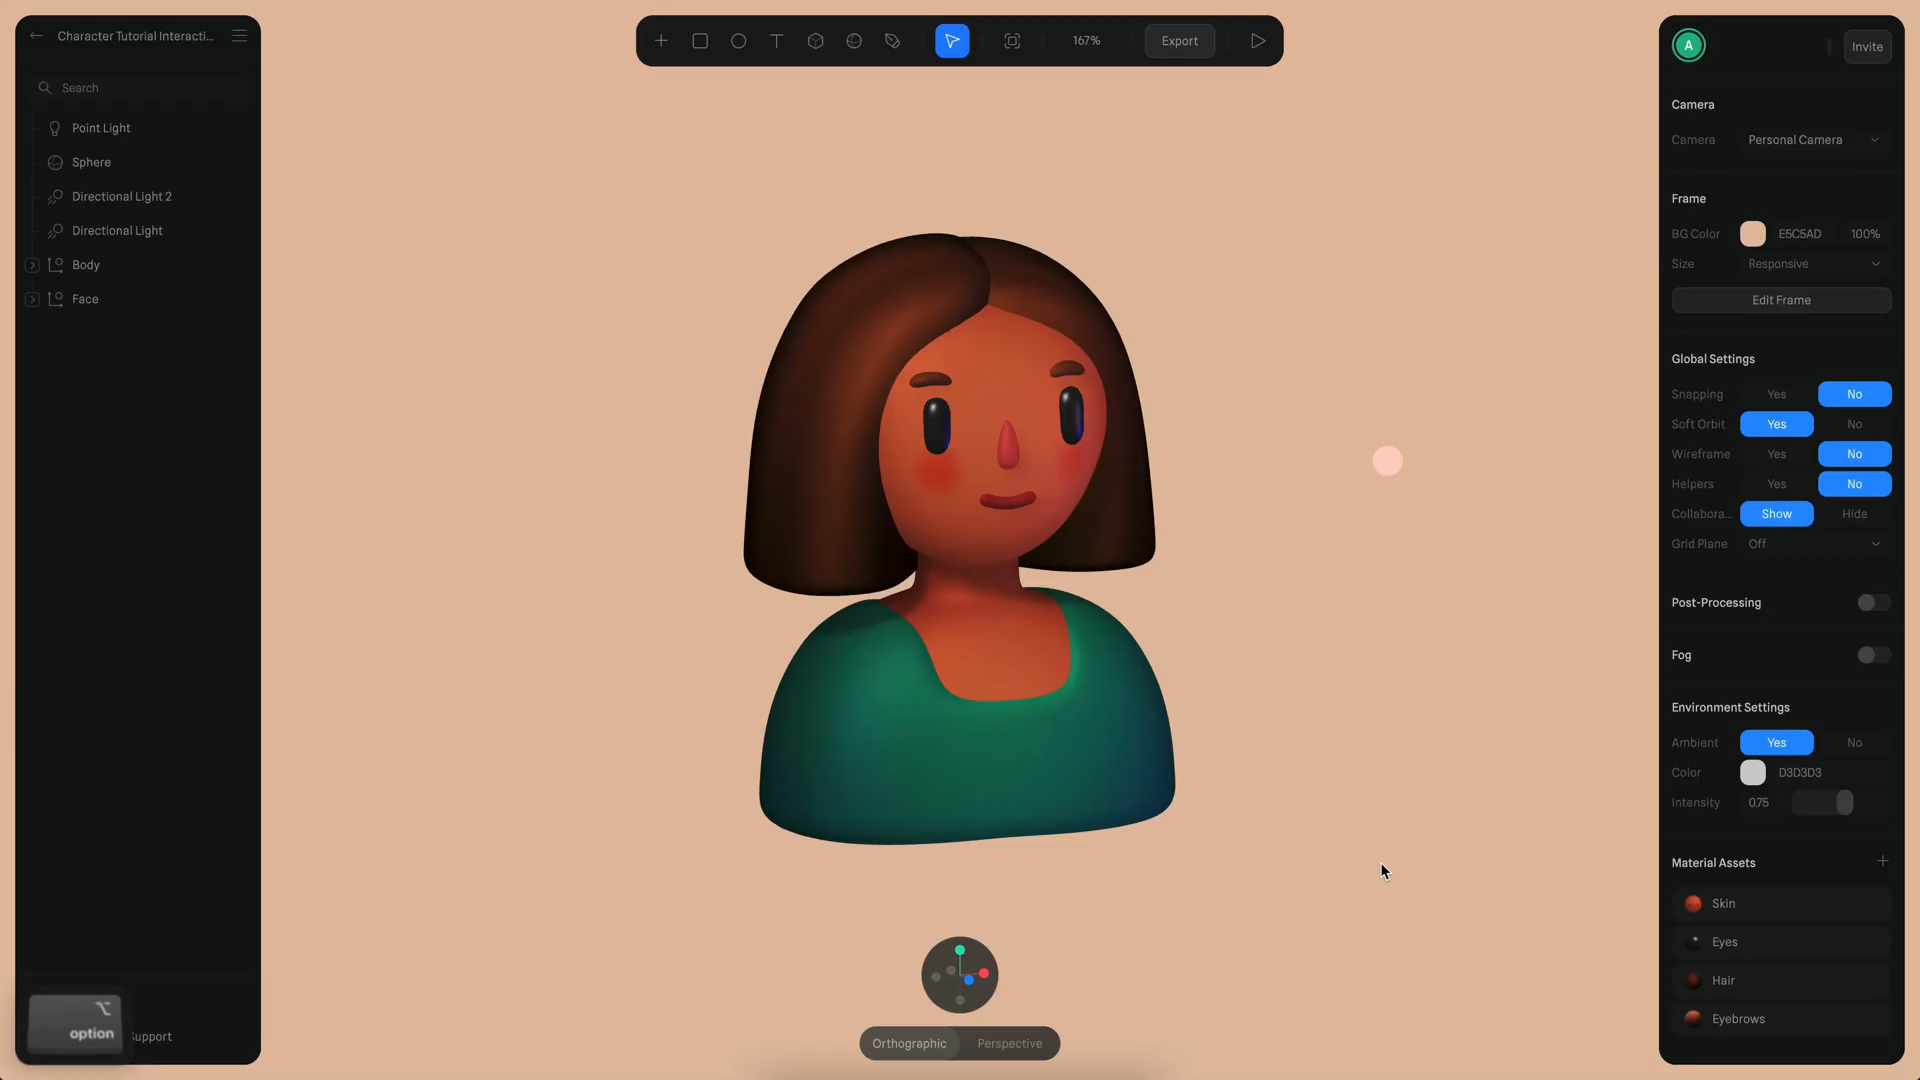 Character Tutorial Interacti...
Search
Point Light
Sphere
Directional Light 2
Directional Light
Body
Face
option
Support
167%
Export
Orthographic
Perspective
A
Invite
Camera
Camera
Personal Camera
Frame
BG Color
E5C5AD
100%
Size
Responsive
Edit Frame
Global Settings
Snapping
Yes
No
Soft Orbit
Yes
No
Wireframe
Yes
No
Helpers
Yes
No
Collabora...
Show
Hide
Grid Plane
Off
Post-Processing
Fog
Environment Settings
Ambient
Yes
No
Color
D3D3D3
Intensity
0.75
Material Assets
Skin
Eyes
Hair
Eyebrows